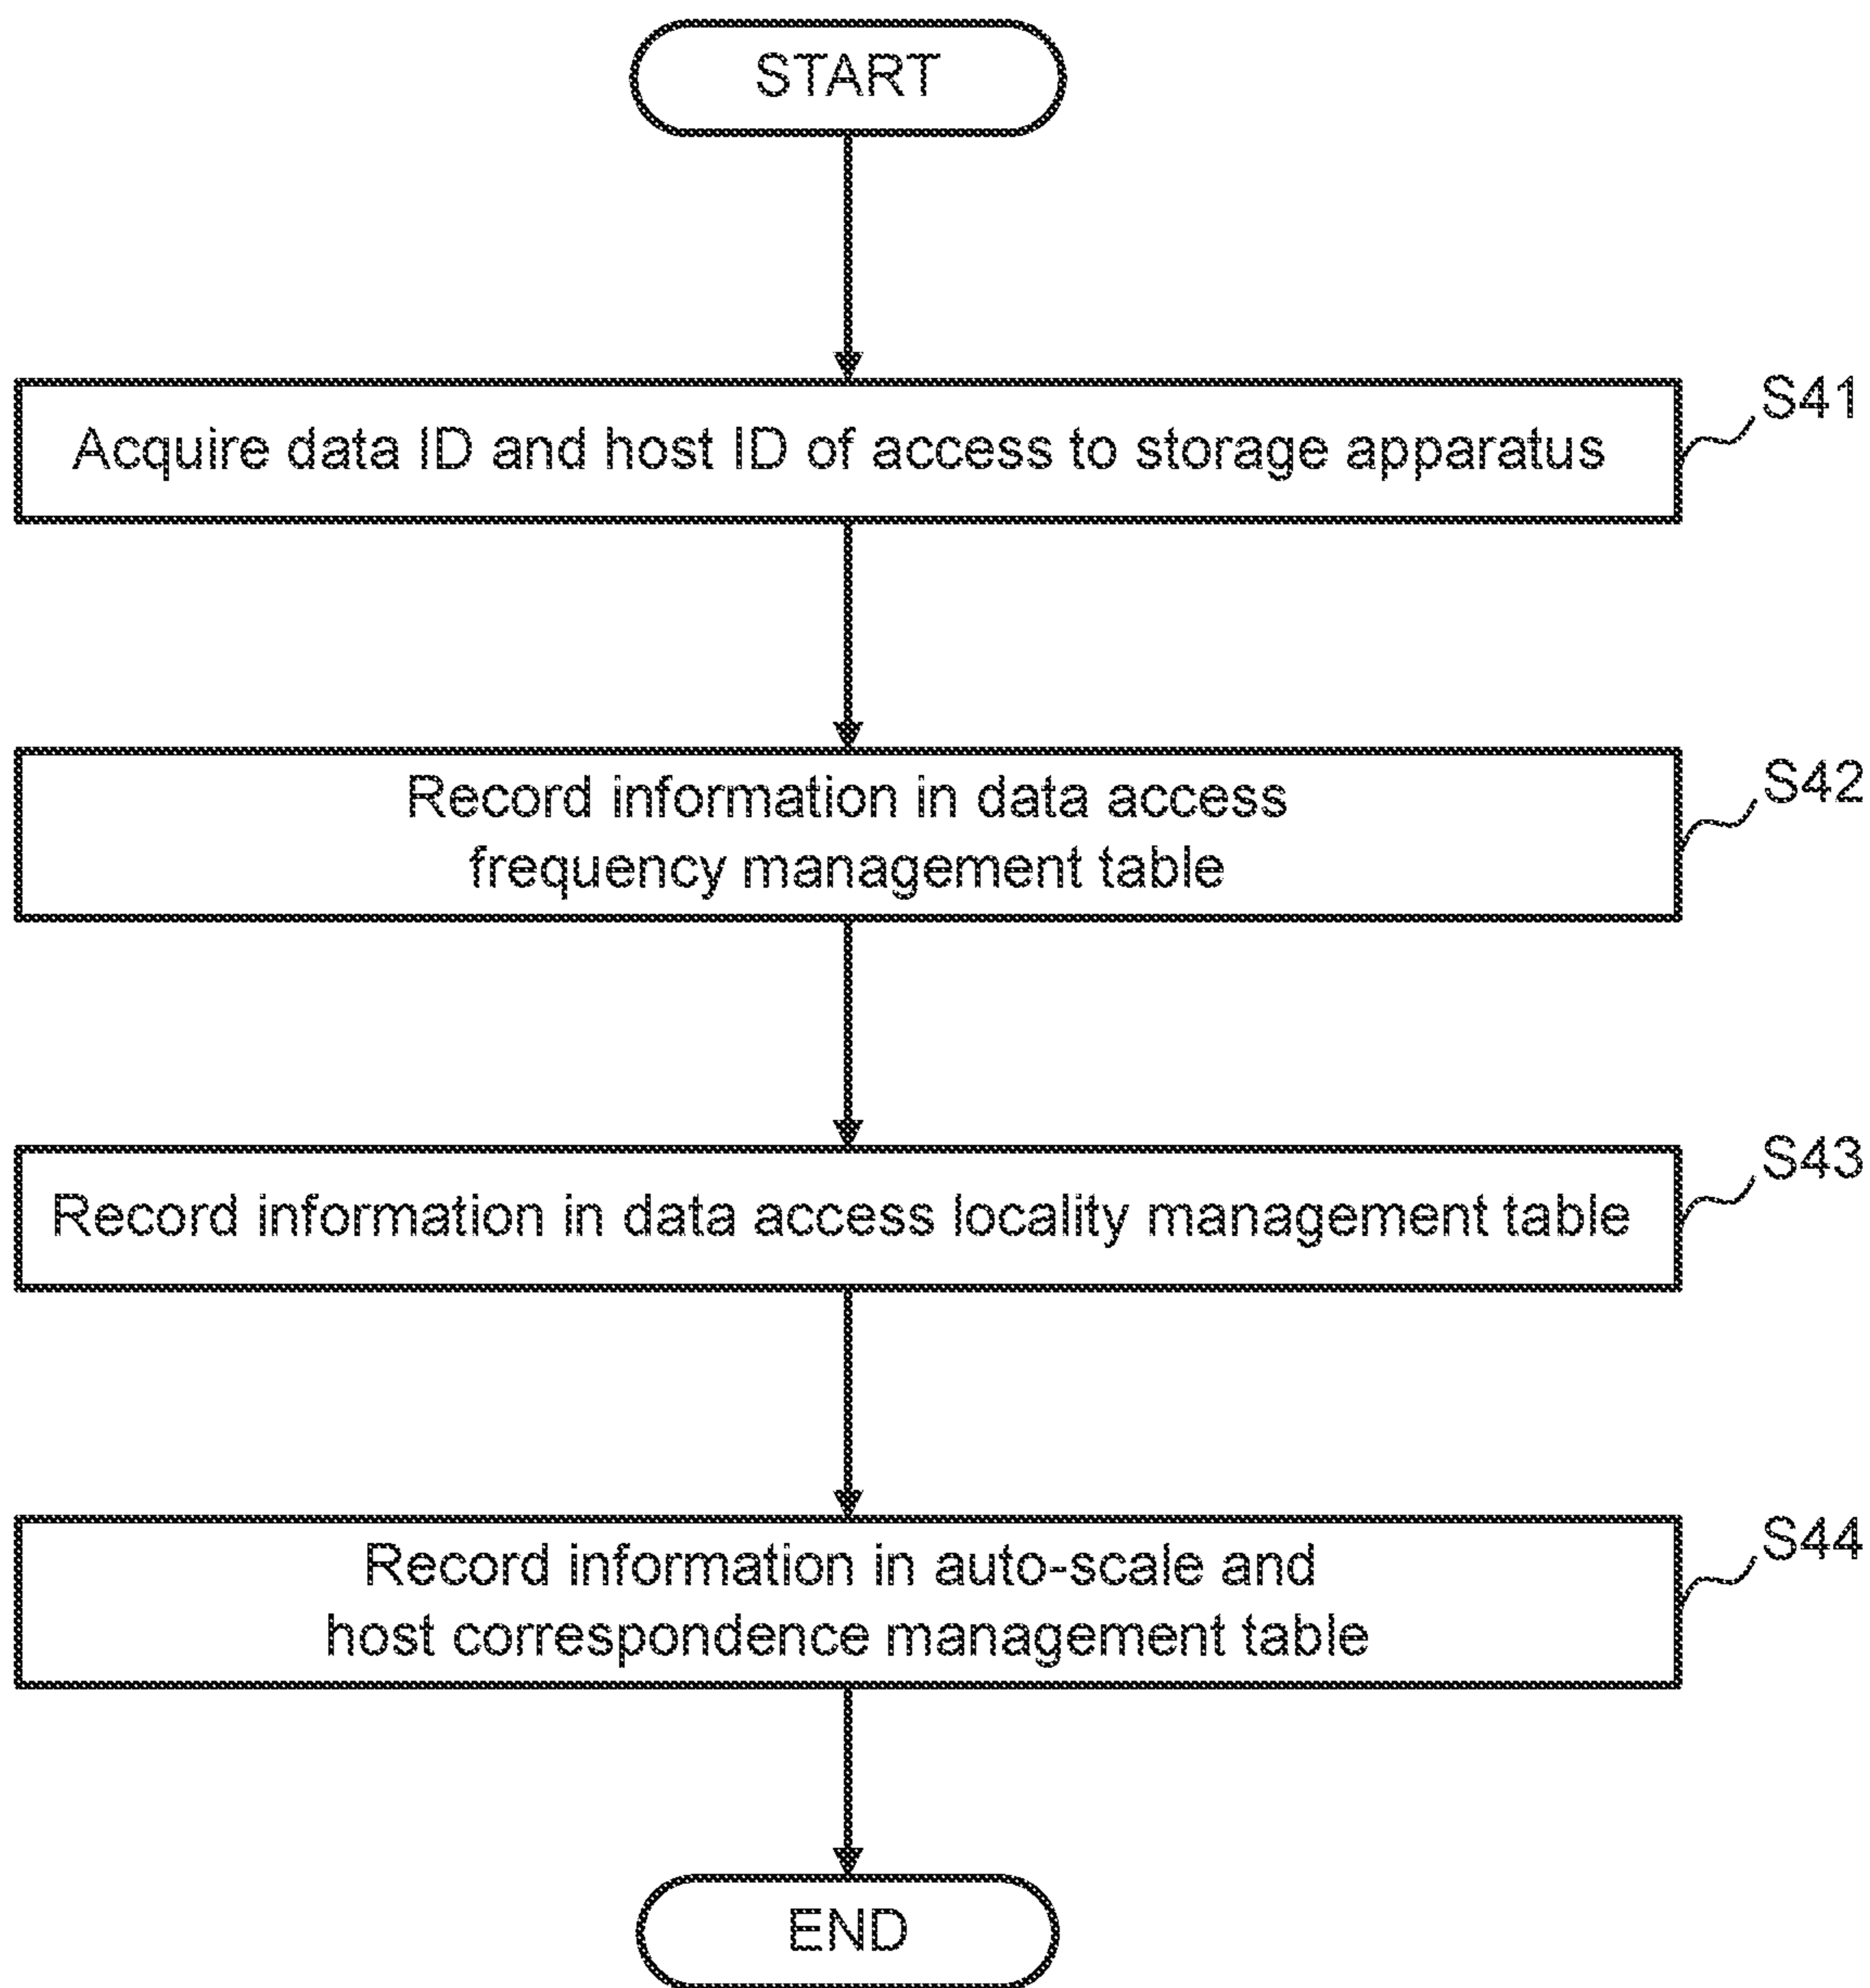 START
Acquire data ID and host ID of access to storage apparatus
S41
Record information in data access
frequency management table
S42
Record information in data access locality management table
S43
Record information in auto-scale and
host correspondence management table
S44
END